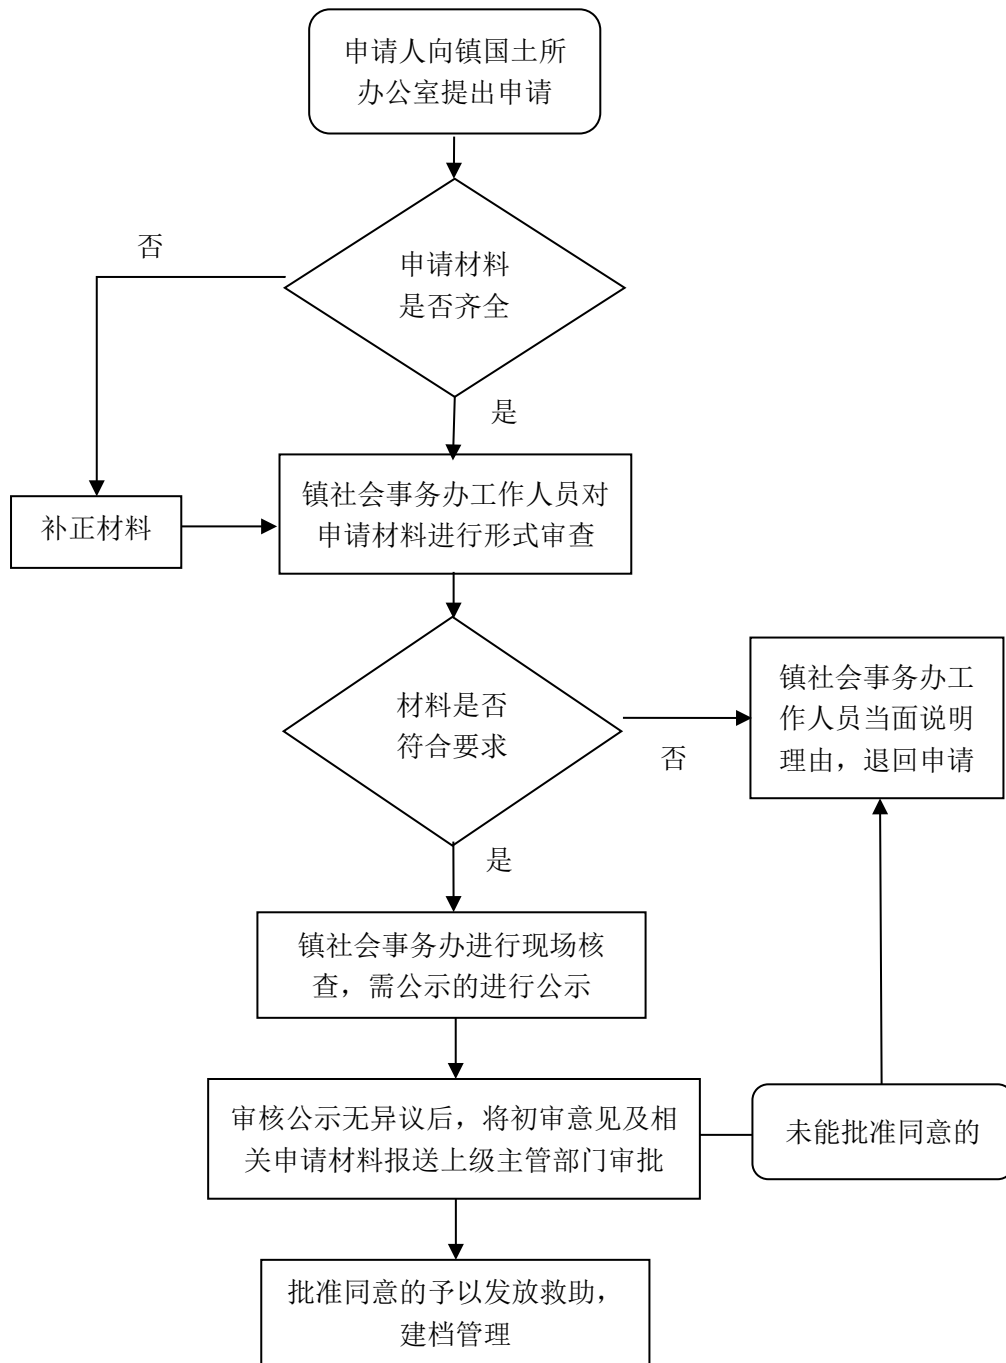 申请人向镇国土所
办公室提出申请
否
申请材料
是否齐全
是
补正材料
镇社会事务办工作人员对
申请材料进行形式审查
材料是否
符合要求
否
镇社会事务办工
作人员当面说明
理由，退回申请
是
镇社会事务办进行现场核
查，需公示的进行公示
审核公示无异议后，将初审意见及相
关申请材料报送上级主管部门审批
未能批准同意的
批准同意的予以发放救助，
建档管理